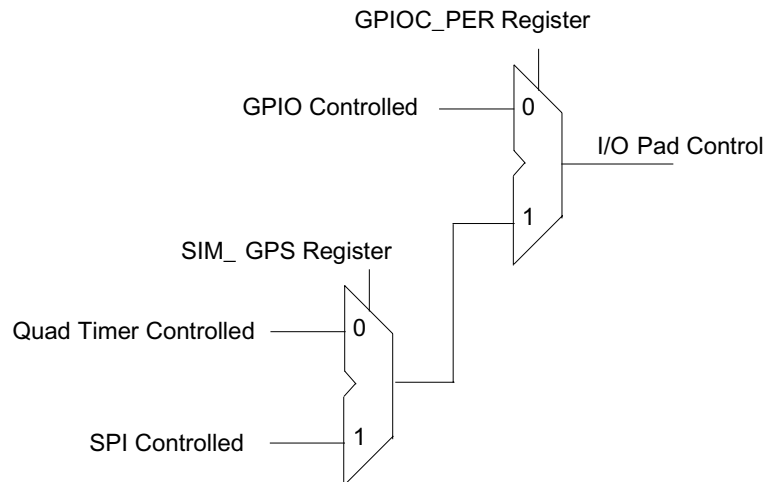 GPIOC_PER Register
GPIO Controlled
0
I/O Pad Control
1
SIM_ GPS Register
Quad Timer Controlled
0
SPI Controlled
1